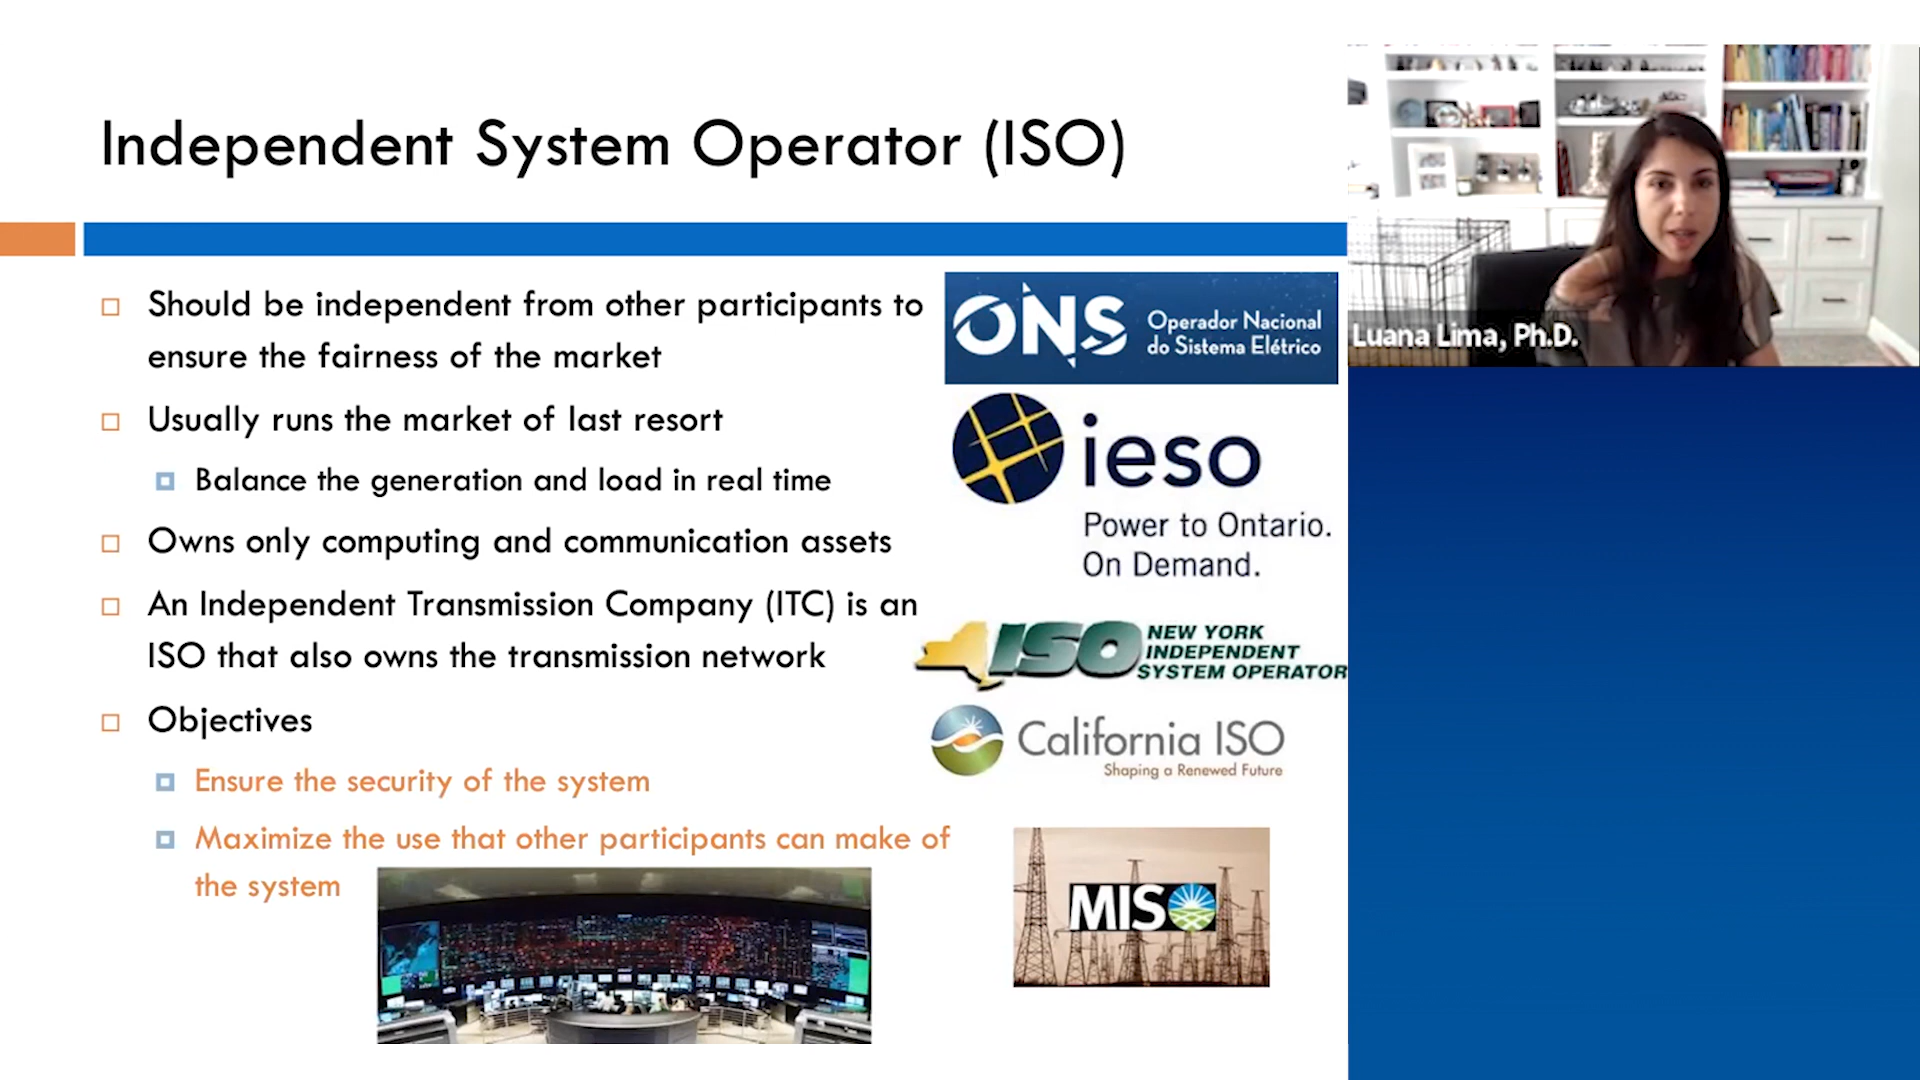 Independent System Operator (ISO)
Should be independent from other participants to
ensure the fairness of the market
Usually runs the market of last resort
Balance the generation and load in real time
Owns only computing and communication assets
An Independent Transmission Company (ITC) is an
ISO that also owns the transmission network
Objectives
Ensure the security of the system
Maximize the use that other participants can make of
the system
ONS
Operador Nacional
do Sistema Elétrico
ieso
Power to Ontario.
On Demand.
ISO
NEW YORK
INDEPENDENT
SYSTEM OPERATOR
California ISO
Shaping a Renewed Future
MISO
Luana Lima, Ph.D.